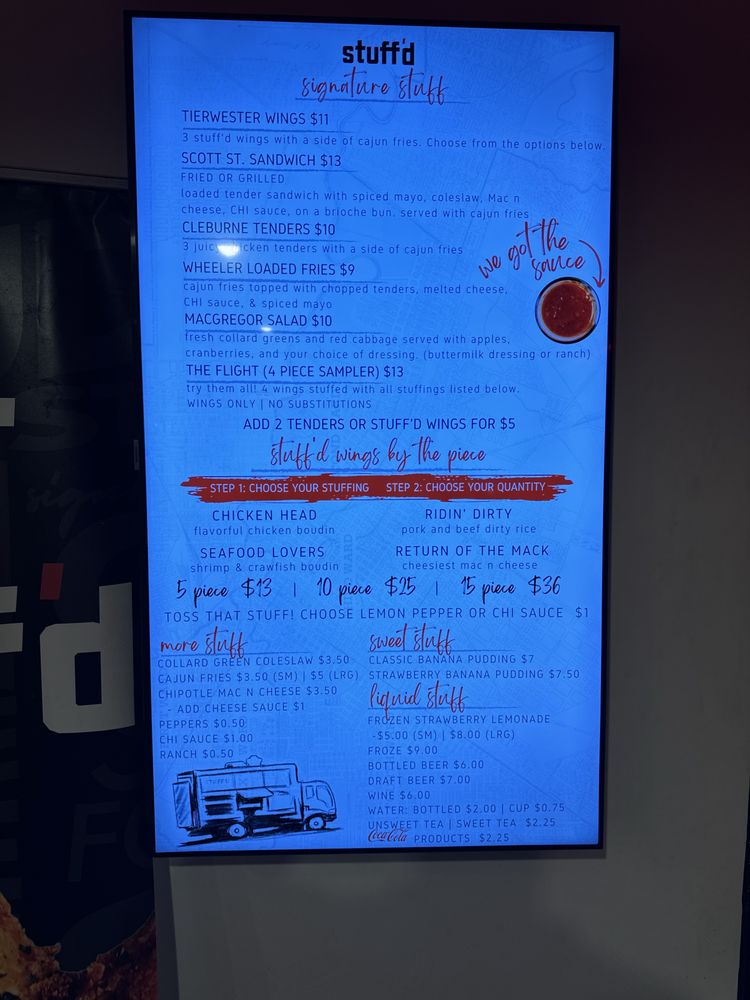 stuff'd
signature stuff
TIERWESTER WINGS $11
3 stuff'd wings with a side of cajun fries. Choose from the options below.
SCOTT ST. SANDWICH $13
FRIED OR GRILLED
loaded tender sandwich with spiced mayo, coleslaw, Mac n
cheese, CHI sauce, on a brioche bun. served with cajun fries
CLEBURNE TENDERS $10
3 juicy chicken tenders with a side of cajun fries
we got the
sauce
WHEELER LOADED FRIES $9
cajun fries topped with chopped tenders, melted cheese,
CHI sauce, & spiced mayo
MACGREGOR SALAD $10
fresh collard greens and red cabbage served with apples,
cranberries, and your choice of dressing. (buttermilk dressing or ranch)
THE FLIGHT (4 PIECE SAMPLER) $13
try them all! 4 wings stuffed with all stuffings listed below.
WINGS ONLY | NO SUBSTITUTIONS
ADD 2 TENDERS OR STUFF'D WINGS FOR $5
stuff'd wings by the piece
STEP 1: CHOOSE YOUR STUFFING STEP 2: CHOOSE YOUR QUANTITY
CHICKEN HEAD
flavorful chicken boudin
RIDIN' DIRTY
pork and beef dirty rice
SEAFOOD LOVERS
shrimp & crawfish boudin
RETURN OF THE MACK
cheesiest mac n cheese
5 piece $13 | 10 piece $25 | 15 piece $36
TOSS THAT STUFF! CHOOSE LEMON PEPPER OR CHI SAUCE $1
more stuff
COLLARD GREEN COLESLAW $3.50
CAJUN FRIES $3.50 (SM) | $5 (LRG)
CHIPOTLE MAC N CHEESE $3.50
- ADD CHEESE SAUCE $1
PEPPERS $0.50
CHI SAUCE $1.00
RANCH $0.50
sweet stuff
CLASSIC BANANA PUDDING $7
STRAWBERRY BANANA PUDDING $7.50
liquid stuff
FROZEN STRAWBERRY LEMONADE
-$5.00 (SM) | $8.00 (LRG)
FROZE $9.00
BOTTLED BEER $6.00
DRAFT BEER $7.00
WINE $6.00
WATER: BOTTLED $2.00 | CUP $0.75
UNSWEET TEA | SWEET TEA $2.25
Coca-Cola PRODUCTS $2.25